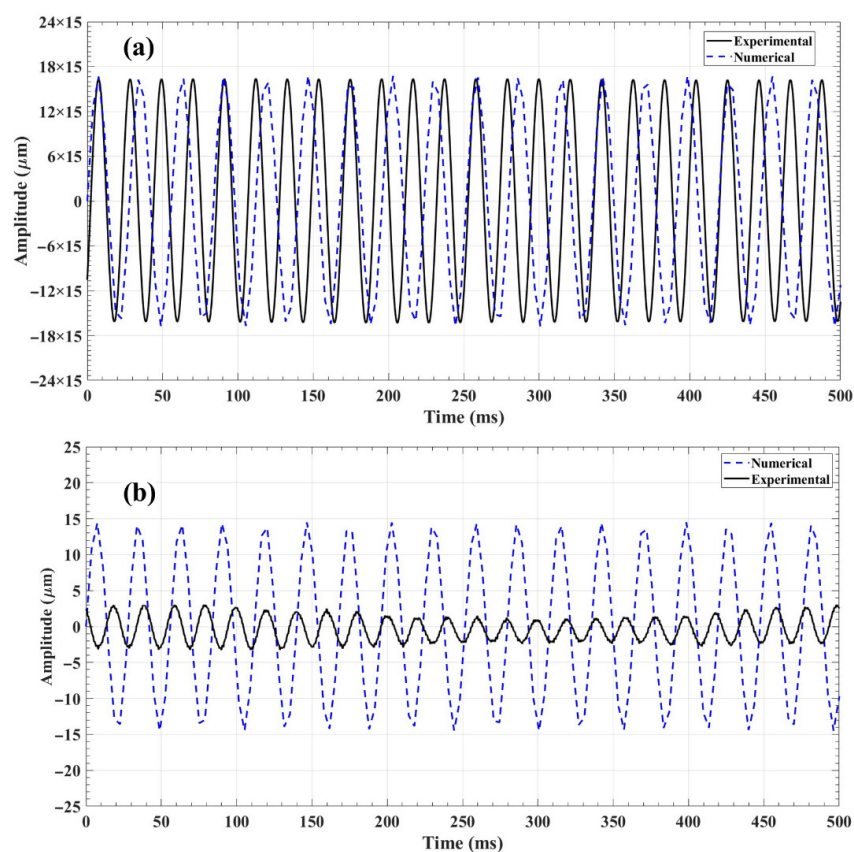 (a)
Experimental
Numerical
24×15
18×15
12×15
6×15
0
−6×15
−12×15
−18×15
−24×15
Amplitude (μm)
0 50 100 150 200 250 300 350 400 450 500
Time (ms)
(b)
Numerical
Experimental
25
20
15
10
5
0
−5
−10
−15
−20
−25
Amplitude (μm)
0 50 100 150 200 250 300 350 400 450 500
Time (ms)